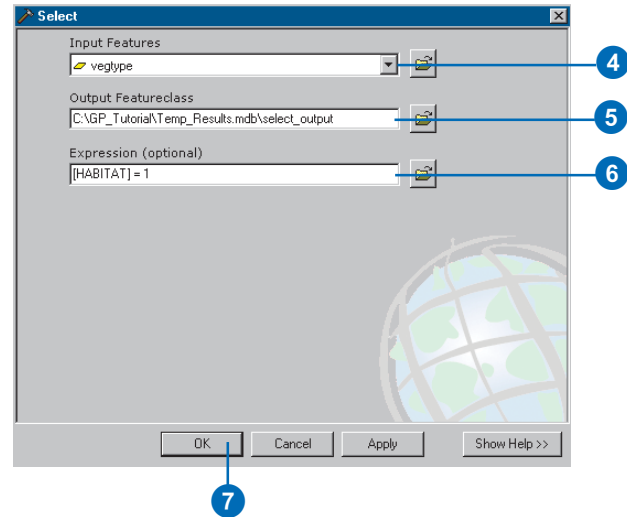 Select
Input Features
vegtype
4
Output Featureclass
C:\GP_Tutorial\Temp_Results.mdb\select_output
5
Expression (optional)
[HABITAT] = 1
6
OK
Cancel
Apply
Show Help >>
7